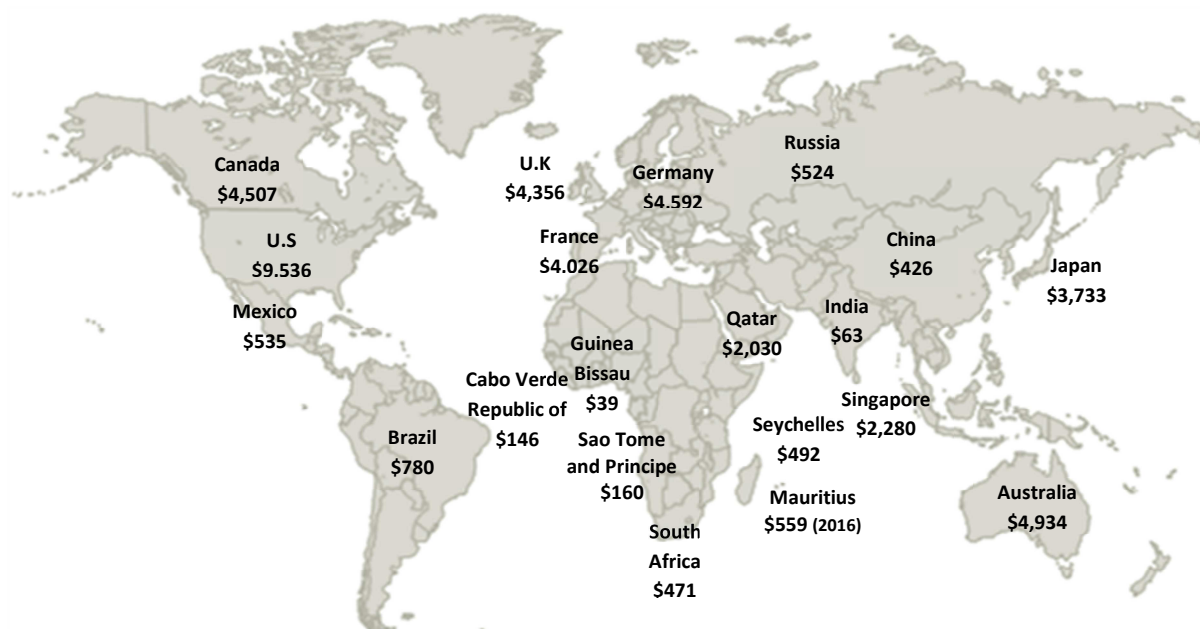 Canada
$4,507
U.S
$9.536
Mexico
$535
Brazil
$780
U.K
$4,356
Germany
$4.592
France
$4.026
Russia
$524
China
$426
Japan
$3,733
India
$63
Qatar
$2,030
Guinea
Bissau
$39
Cabo Verde
Republic of
$146
Sao Tome
and Principe
$160
South
Africa
$471
Seychelles
$492
Singapore
$2,280
Mauritius
$559 (2016)
Australia
$4,934